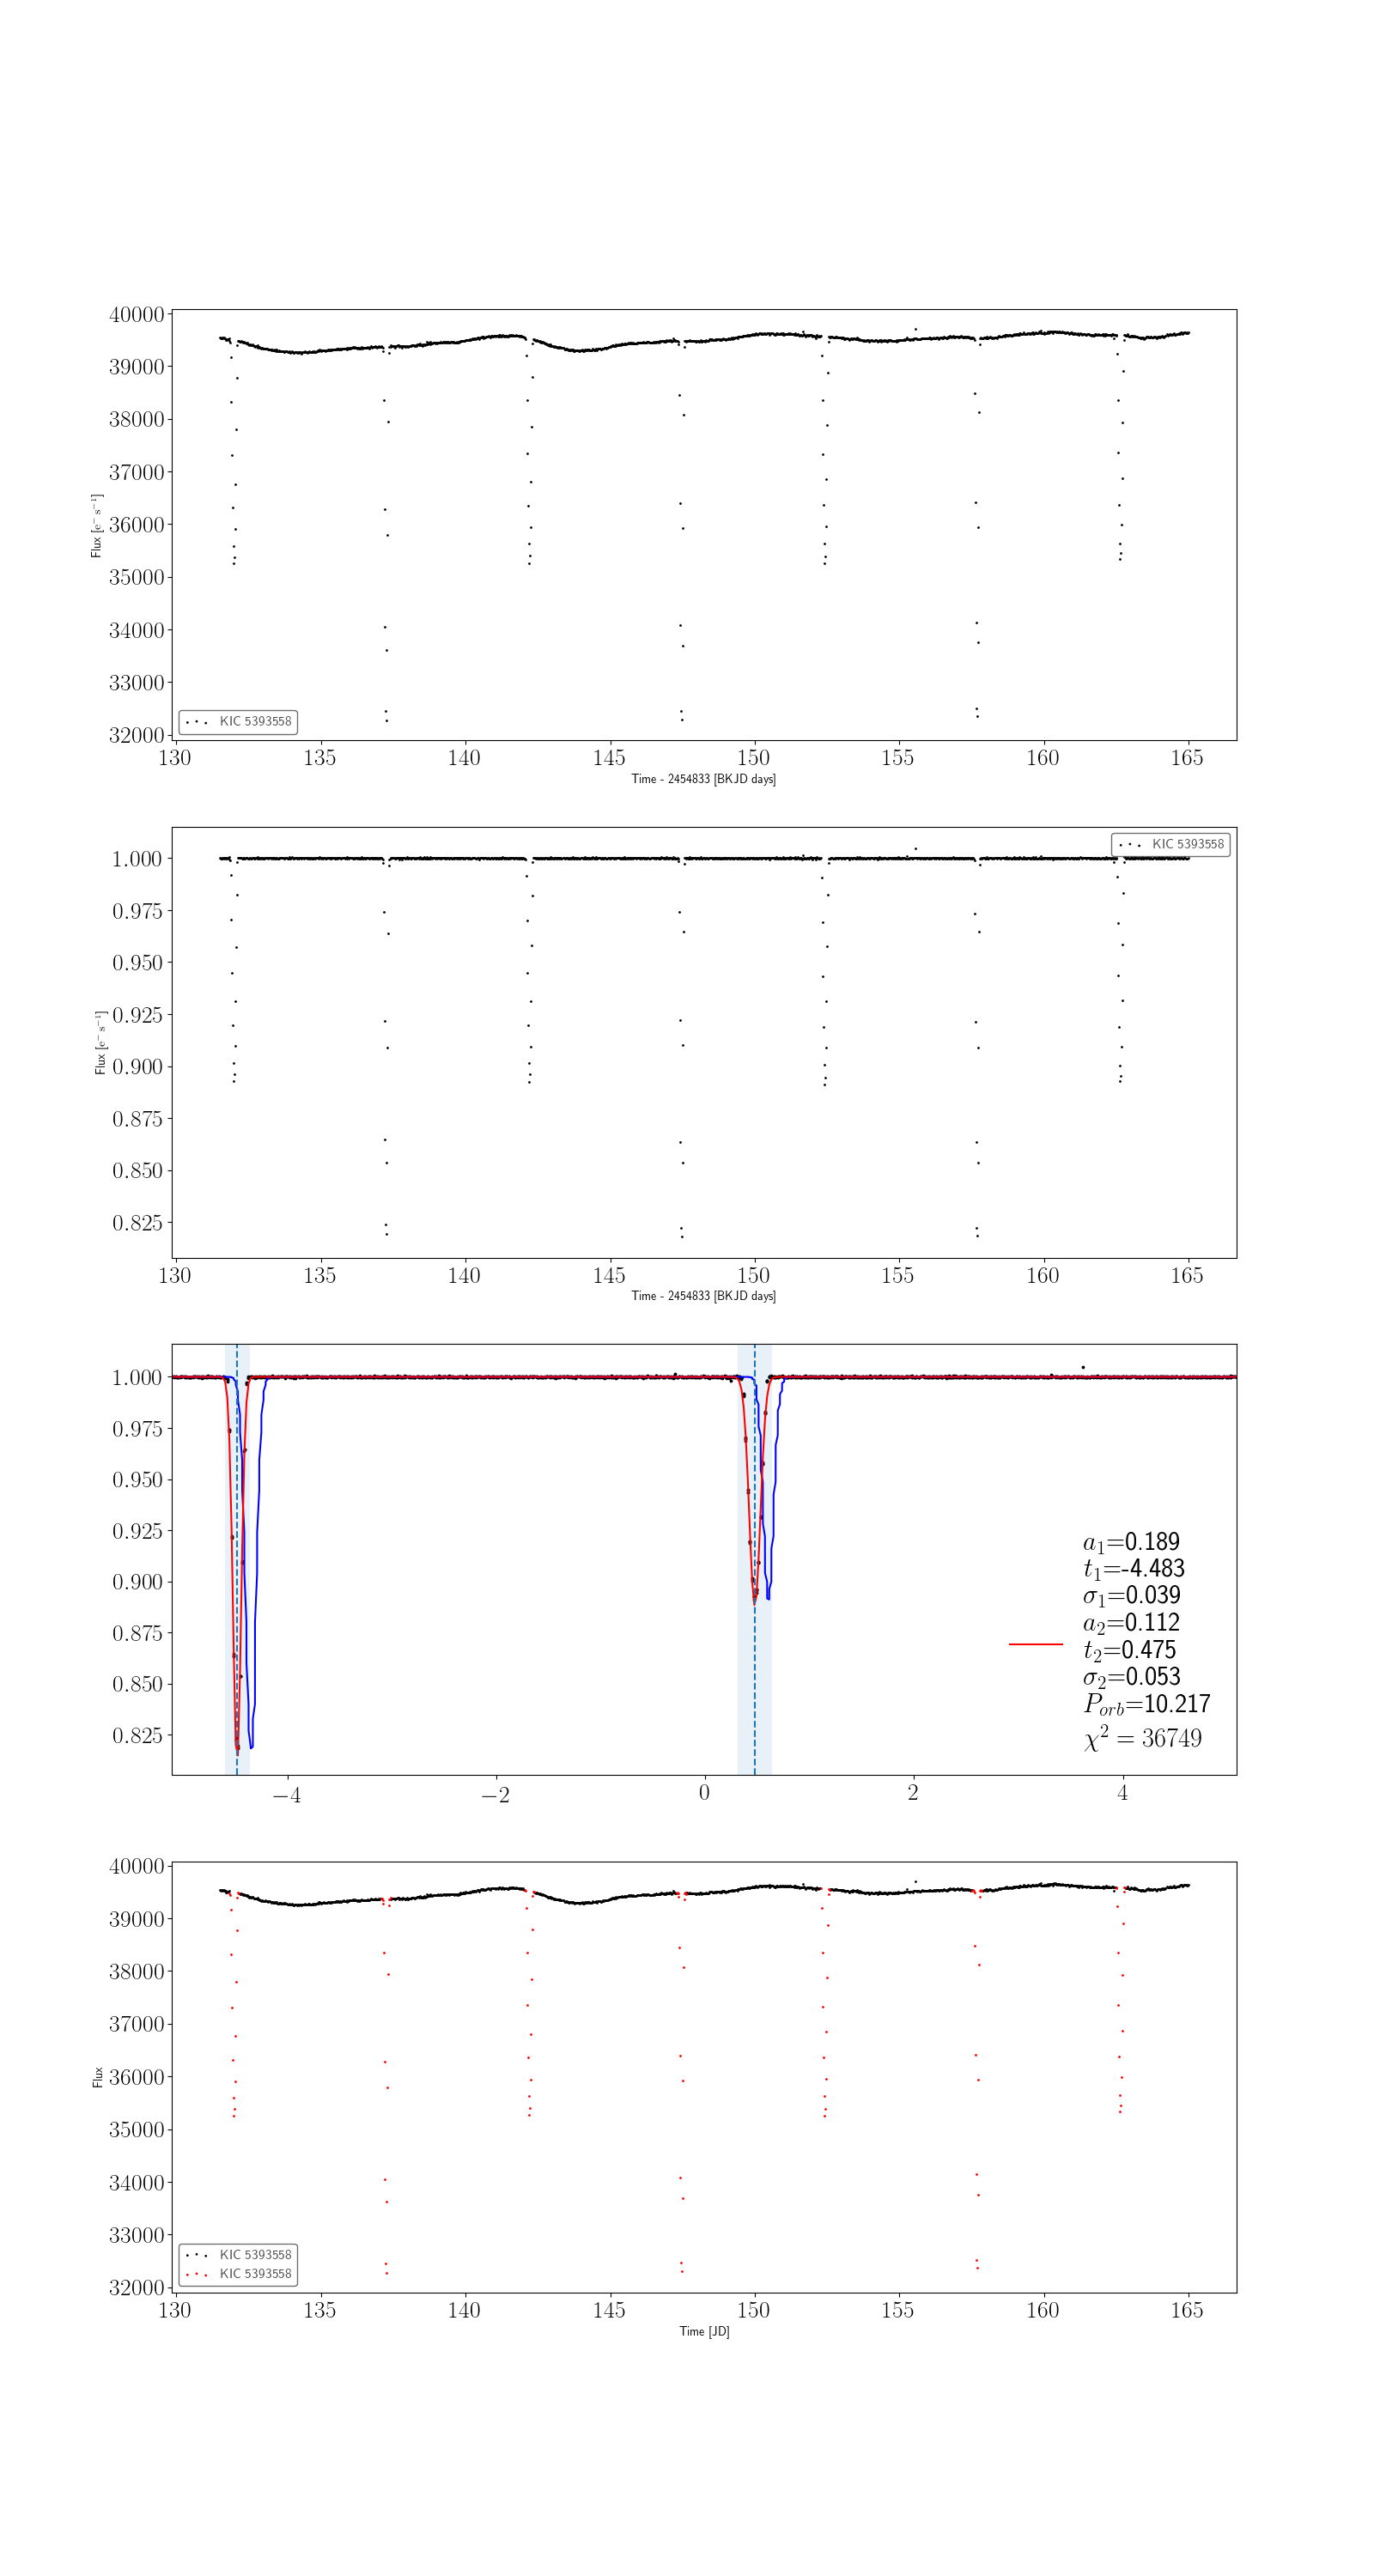 40000
39000
38000
37000
36000
35000
34000
33000
32000
Flux [e⁻ s⁻¹]
KIC 5393558
130 135 140 145 150 155 160 165
Time - 2454833 [BKJD days]
KIC 5393558
1.000
0.975
0.950
0.925
0.900
0.875
0.850
0.825
Flux [e⁻ s⁻¹]
130 135 140 145 150 155 160 165
Time - 2454833 [BKJD days]
1.000
0.975
0.950
0.925
0.900
0.875
0.850
0.825
a₁=0.189
t₁=-4.483
σ₁=0.039
a₂=0.112
t₂=0.475
σ₂=0.053
P_orb=10.217
χ² = 36749
−4 −2 0 2 4
40000
39000
38000
37000
36000
35000
34000
33000
32000
Flux
KIC 5393558
KIC 5393558
130 135 140 145 150 155 160 165
Time [JD]